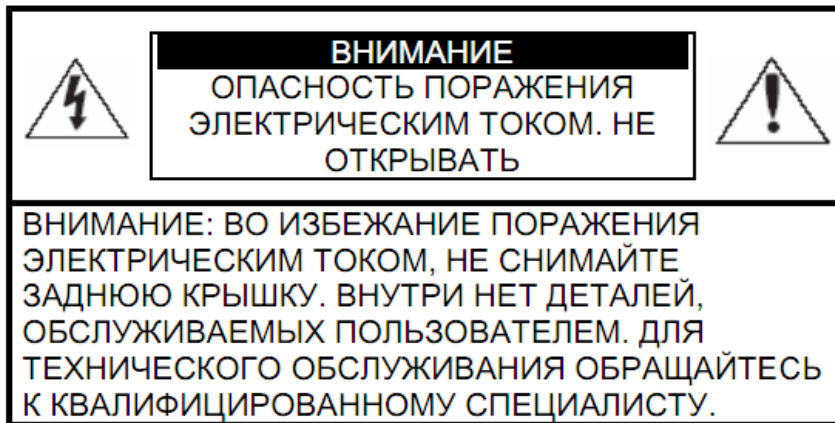 ВНИМАНИЕ
ОПАСНОСТЬ ПОРАЖЕНИЯ
ЭЛЕКТРИЧЕСКИМ ТОКОМ. НЕ
ОТКРЫВАТЬ
ВНИМАНИЕ: ВО ИЗБЕЖАНИЕ ПОРАЖЕНИЯ
ЭЛЕКТРИЧЕСКИМ ТОКОМ, НЕ СНИМАЙТЕ
ЗАДНЮЮ КРЫШКУ. ВНУТРИ НЕТ ДЕТАЛЕЙ,
ОБСЛУЖИВАЕМЫХ ПОЛЬЗОВАТЕЛЕМ. ДЛЯ
ТЕХНИЧЕСКОГО ОБСЛУЖИВАНИЯ ОБРАЩАЙТЕСЬ
К КВАЛИФИЦИРОВАННОМУ СПЕЦИАЛИСТУ.